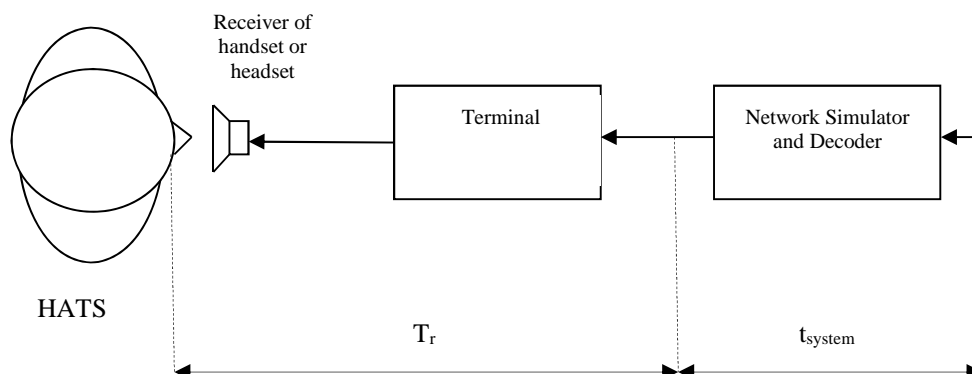 Receiver of
handset or
headset
Terminal
Network Simulator
and Decoder
HATS
Tr
tsystem